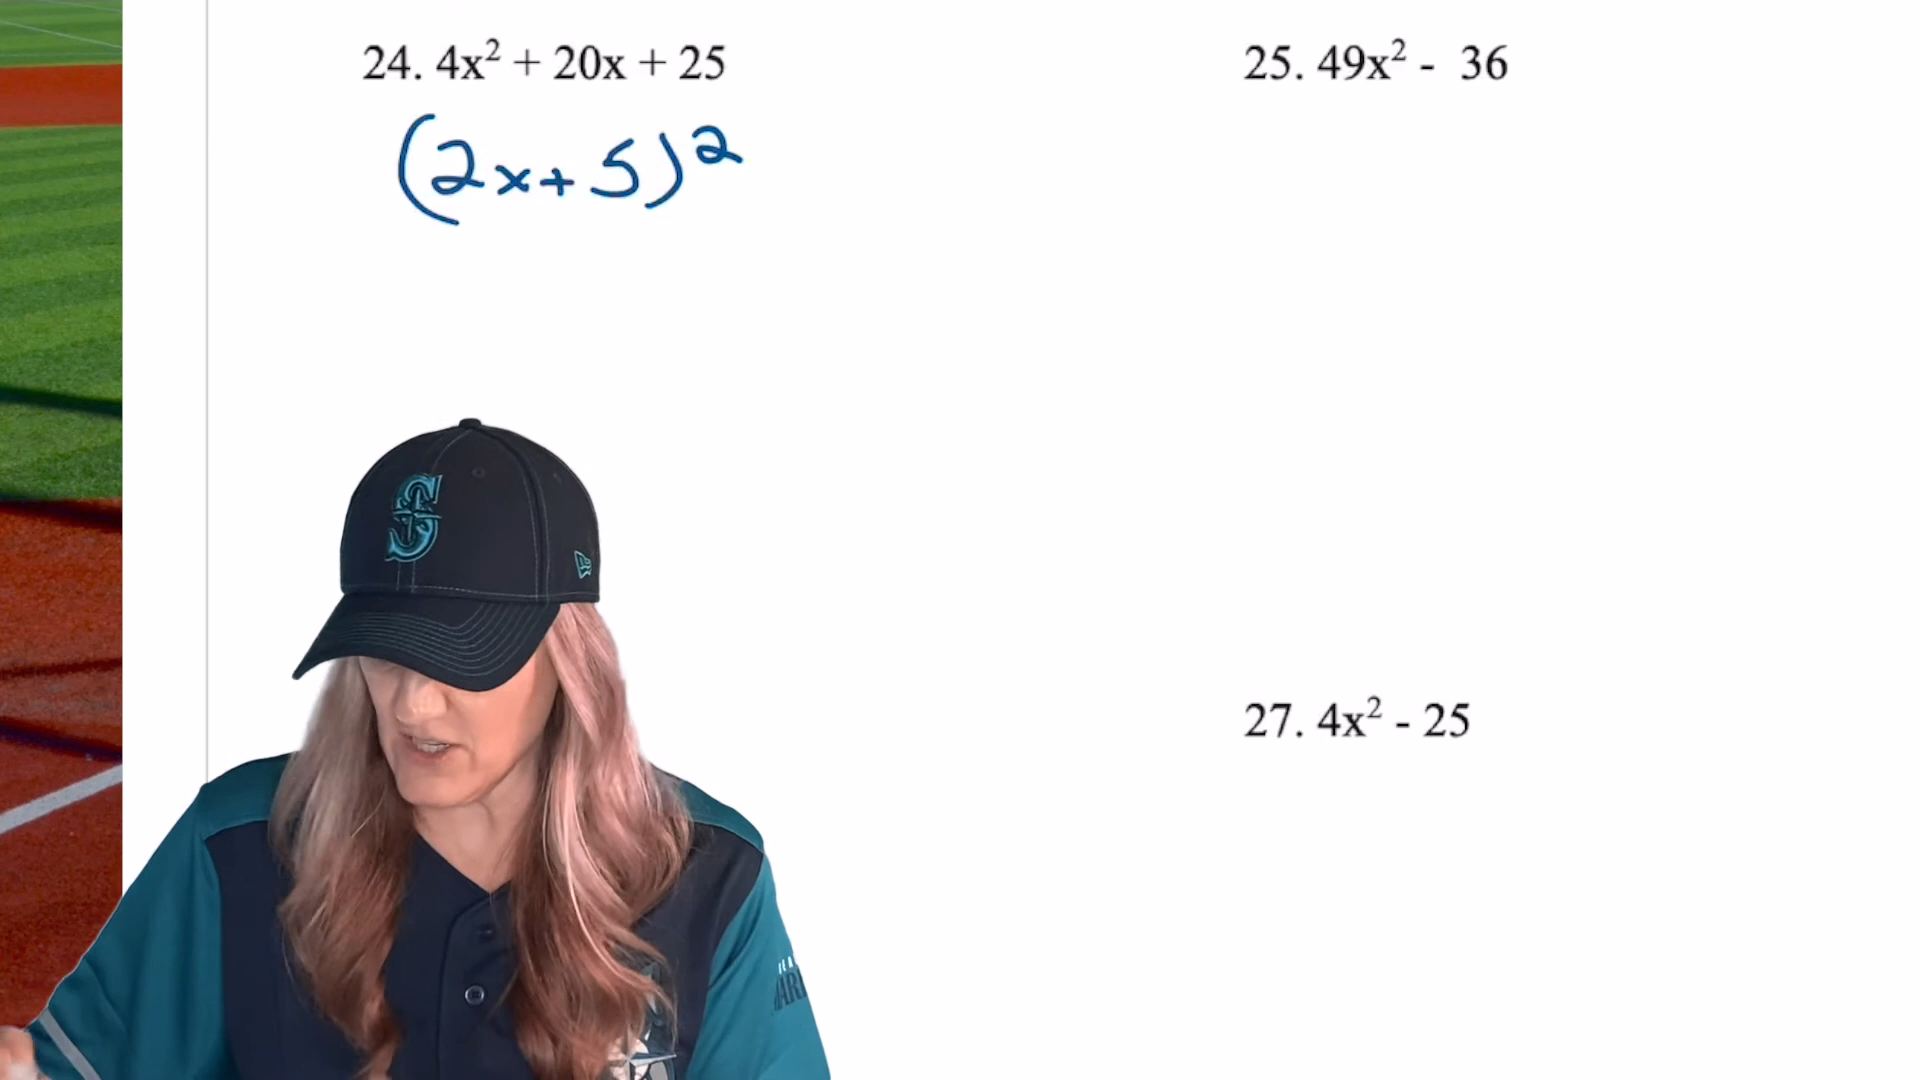 24. 4x² + 20x + 25
(2x+5)²
25. 49x² - 36
27. 4x² - 25
S